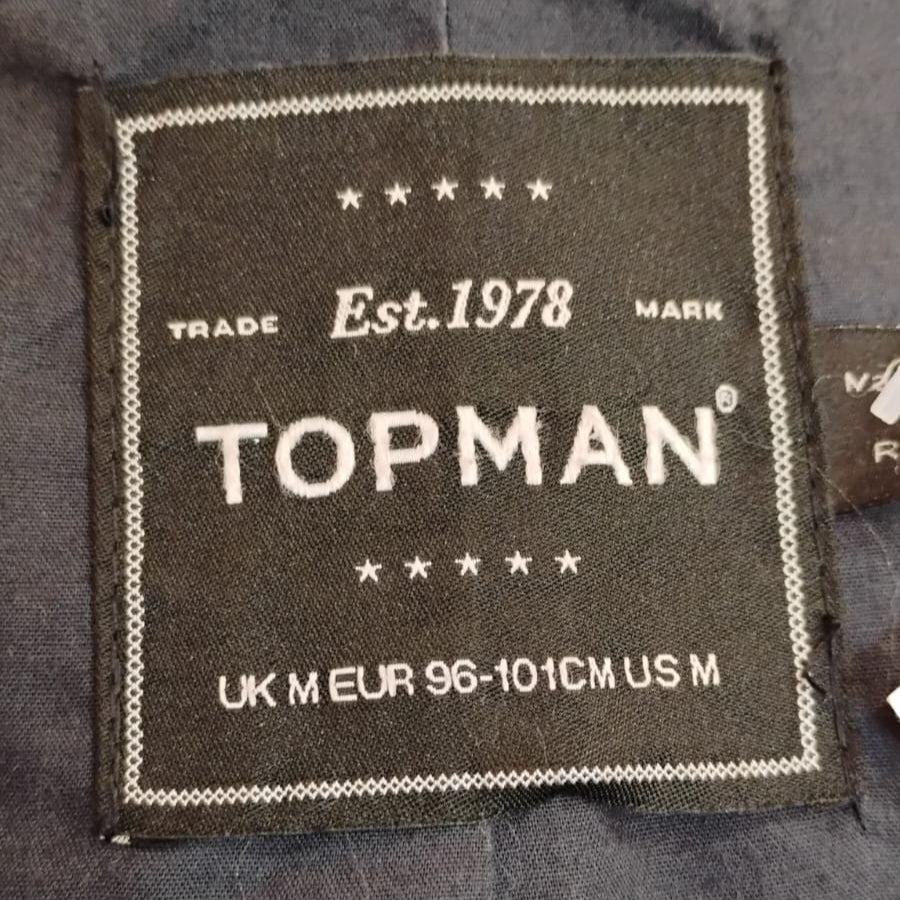 TRADE Est.1978 MARK
TOPMAN®
UK M EUR 96-101CM US M